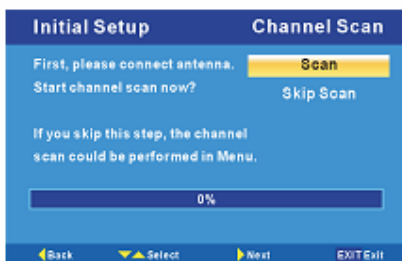 Initial Setup
Channel Scan
First, please connect antenna.
Start channel scan now?
Scan
Skip Scan
If you skip this step, the channel
scan could be performed in Menu.
0%
Back
Select
Next
EXIT Exit